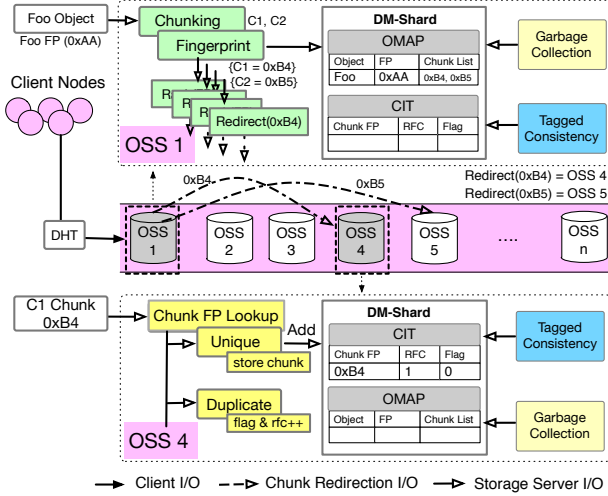 Foo Object
Foo FP (0xAA)
Chunking
C1, C2
Fingerprint
{C1 = 0xB4}
{C2 = 0xB5}
R
R
R
Redirect(0xB4)
OSS 1
DM-Shard
OMAP
Object FP Chunk List
Foo 0xAA 0xB4, 0xB5
CIT
Chunk FP RFC Flag
Garbage
Collection
Tagged
Consistency
Client Nodes
Redirect(0xB4) = OSS 4
Redirect(0xB5) = OSS 5
0xB4
0xB5
DHT
OSS
1
OSS
2
OSS
3
OSS
4
OSS
5
....
OSS
n
C1 Chunk
0xB4
Chunk FP Lookup
Unique
store chunk
Add
Duplicate
flag & rfc++
OSS 4
DM-Shard
CIT
Chunk FP RFC Flag
0xB4 1 0
OMAP
Object FP Chunk List
Tagged
Consistency
Garbage
Collection
Client I/O
Chunk Redirection I/O
Storage Server I/O